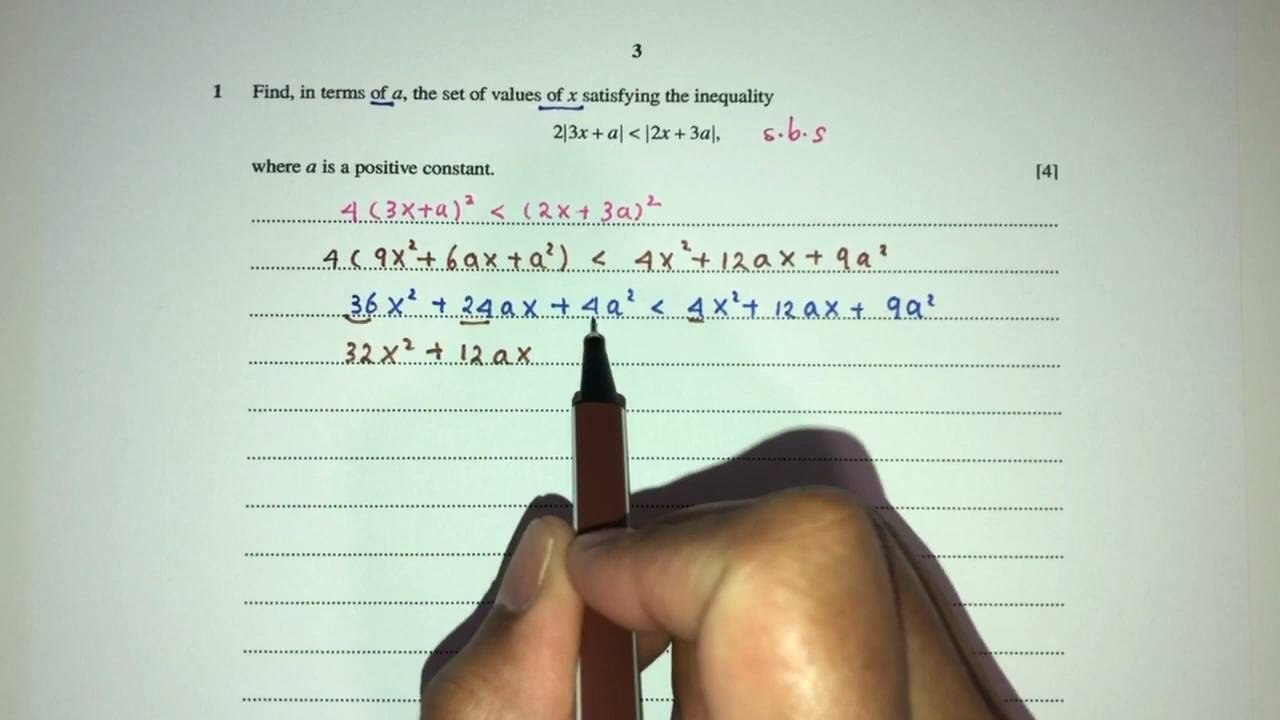 3
1 Find, in terms of a, the set of values of x satisfying the inequality
2|3x + a| < |2x + 3a|, s.b.s
where a is a positive constant. [4]
4(3x+a)² < (2x+3a)²
4(9x²+6ax+a²) < 4x²+12ax+9a²
36x² + 24ax + 4a² < 4x²+12ax+ 9a²
32x² + 12ax